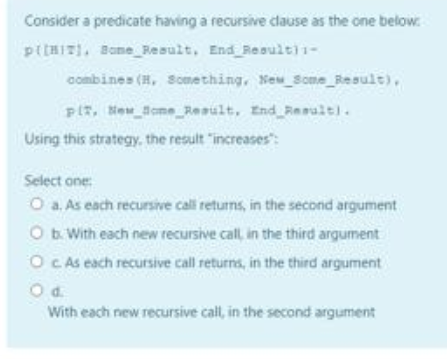 Consider a predicate having a recursive clause as the one below:
p([H|T], Some_Result, End_Result):-
combines(H, Something, New_Some_Result),
p(T, New_Some_Result, End_Result).
Using this strategy, the result "increases":
Select one:
a. As each recursive call returns, in the second argument
b. With each new recursive call, in the third argument
c. As each recursive call returns, in the third argument
d.
With each new recursive call, in the second argument